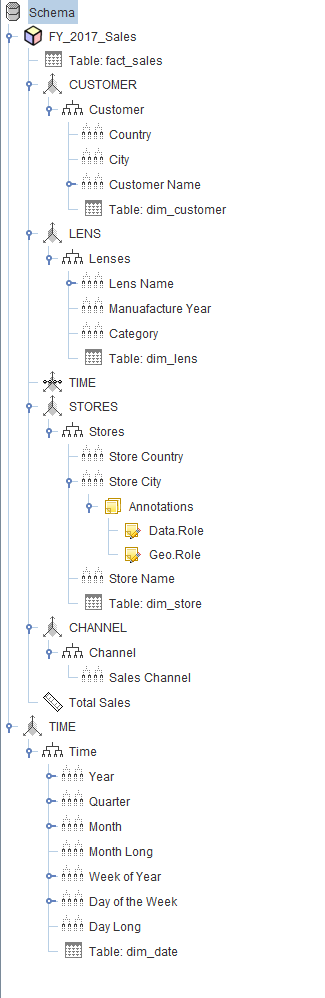 Schema
FY_2017_Sales
Table: fact_sales
CUSTOMER
Customer
Country
City
Customer Name
Table: dim_customer
LENS
Lenses
Lens Name
Manuafacture Year
Category
Table: dim_lens
TIME
STORES
Stores
Store Country
Store City
Annotations
Data.Role
Geo.Role
Store Name
Table: dim_store
CHANNEL
Channel
Sales Channel
Total Sales
TIME
Time
Year
Quarter
Month
Month Long
Week of Year
Day of the Week
Day Long
Table: dim_date